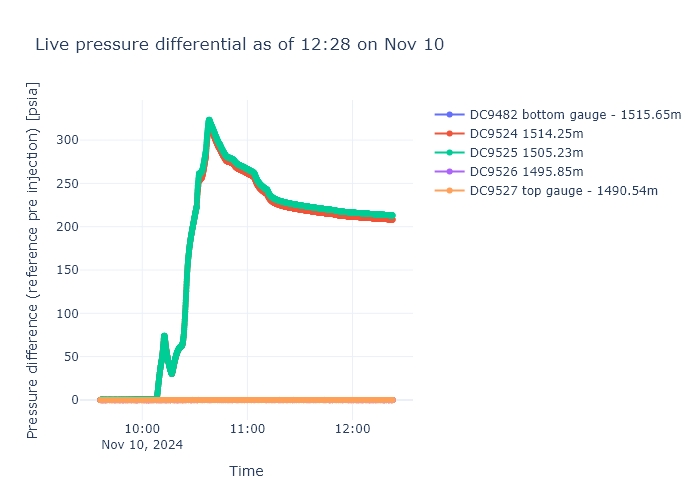 Live pressure differential as of 12:28 on Nov 10
Pressure difference (reference pre injection) [psia]
300
250
200
150
100
50
0
10:00
Nov 10, 2024
11:00
12:00
Time
DC9482 bottom gauge - 1515.65m
DC9524 1514.25m
DC9525 1505.23m
DC9526 1495.85m
DC9527 top gauge - 1490.54m